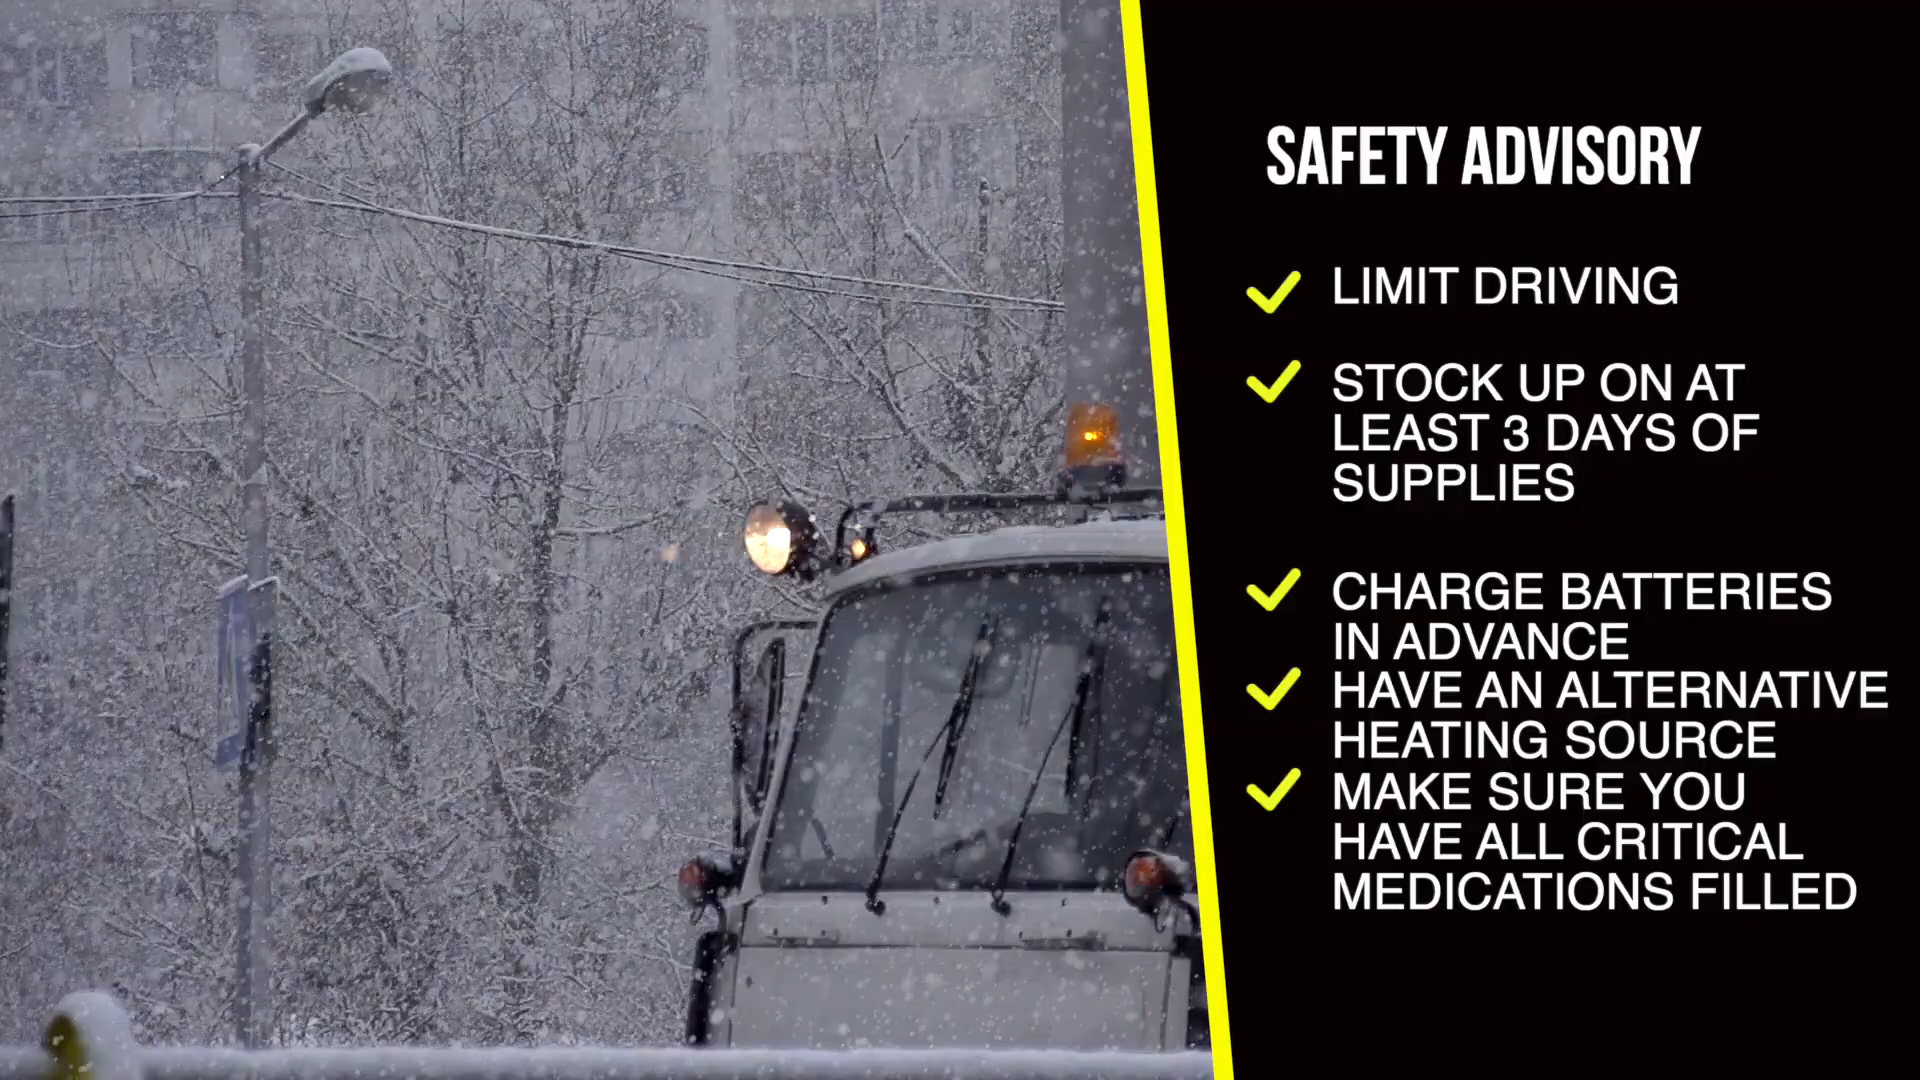 SAFETY ADVISORY
LIMIT DRIVING
STOCK UP ON AT
LEAST 3 DAYS OF
SUPPLIES
CHARGE BATTERIES
IN ADVANCE
HAVE AN ALTERNATIVE
HEATING SOURCE
MAKE SURE YOU
HAVE ALL CRITICAL
MEDICATIONS FILLED